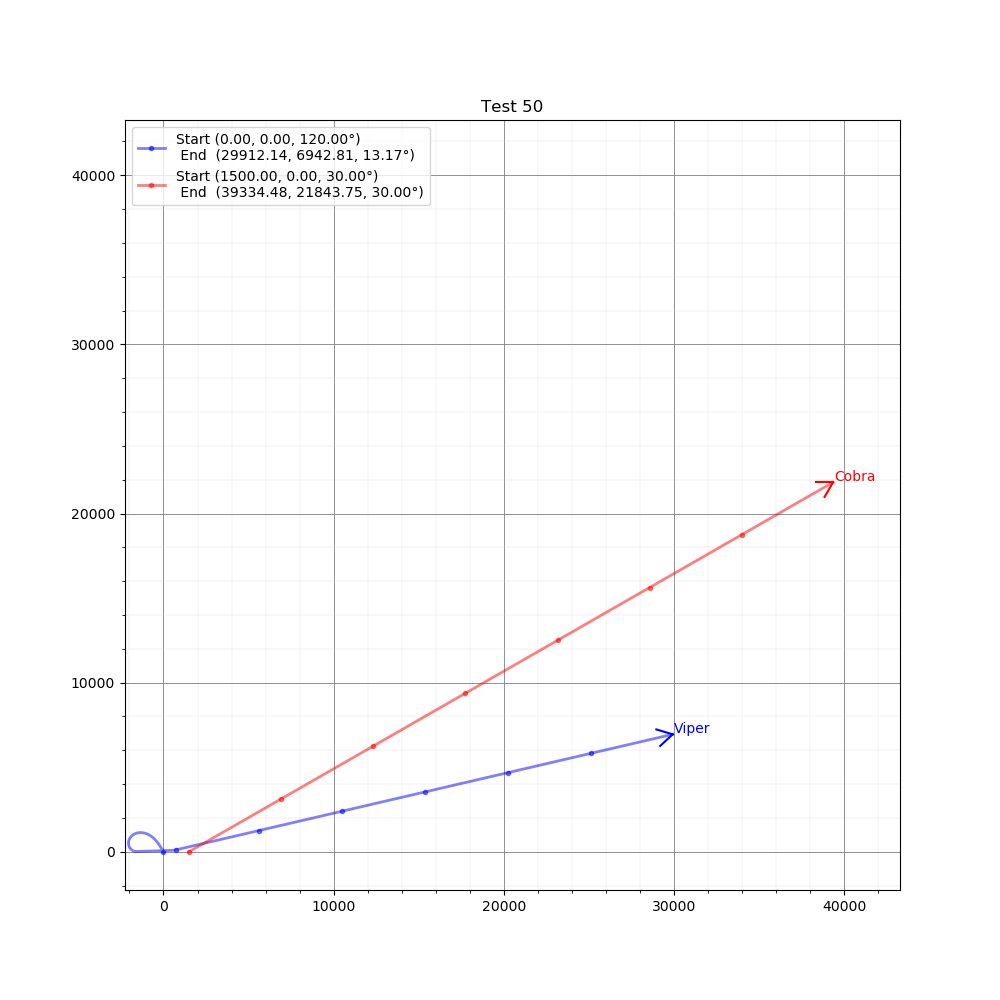 Test 50
Start (0.00, 0.00, 120.00°)
End (29912.14, 6942.81, 13.17°)
Start (1500.00, 0.00, 30.00°)
End (39334.48, 21843.75, 30.00°)
40000
30000
20000
10000
0
Cobra
Viper
0 10000 20000 30000 40000